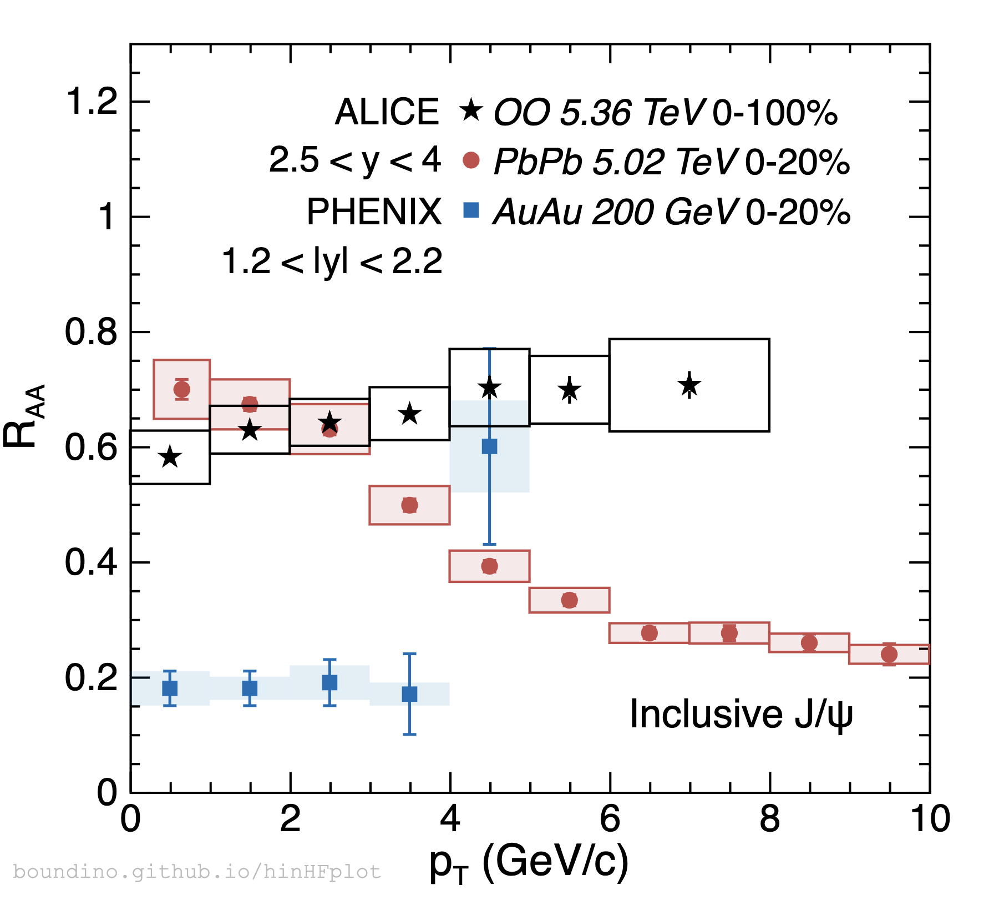 ALICE ★ OO 5.36 TeV 0-100%
2.5 < y < 4 ● PbPb 5.02 TeV 0-20%
PHENIX ■ AuAu 200 GeV 0-20%
1.2 < |y| < 2.2
1.2
1
0.8
0.6
0.4
0.2
0
R_AA
Inclusive J/ψ
0 2 4 6 8 10
p_T (GeV/c)
boundino.github.io/hinHFplot